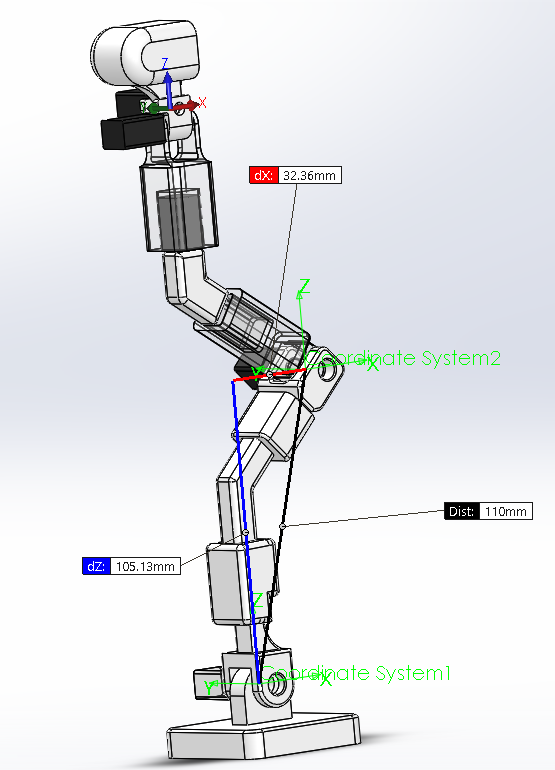 Z
X
dX: 32.36mm
Z
Coordinate System2
X
Dist: 110mm
dZ: 105.13mm
Z
Coordinate System1
Y
X